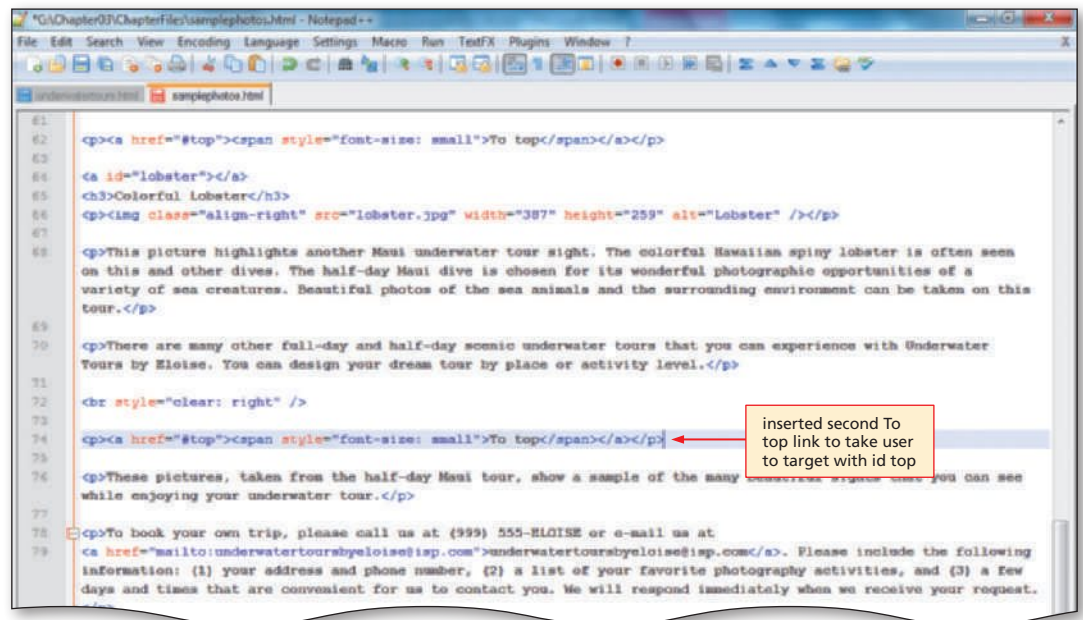 *G:\Chapter03\ChapterFiles\samplephotos.html - Notepad++
File Edit Search View Encoding Language Settings Macro Run TextFX Plugins Window ?
X
underwatertours.html samplephotos.html
61
62 <p><a href="#top"><span style="font-size: small">To top</span></a></p>
63
64 <a id="lobster"></a>
65 <h3>Colorful Lobster</h3>
66 <p><img class="align-right" src="lobster.jpg" width="387" height="259" alt="Lobster" /></p>
67
68 <p>This picture highlights another Maui underwater tour sight. The colorful Hawaiian spiny lobster is often seen
on this and other dives. The half-day Maui dive is chosen for its wonderful photographic opportunities of a
variety of sea creatures. Beautiful photos of the sea animals and the surrounding environment can be taken on this
tour.</p>
69
70 <p>There are many other full-day and half-day scenic underwater tours that you can experience with Underwater
Tours by Eloise. You can design your dream tour by place or activity level.</p>
71
72 <br style="clear: right" />
73
74 <p><a href="#top"><span style="font-size: small">To top</span></a></p>
inserted second To
top link to take user
to target with id top
75
76 <p>These pictures, taken from the half-day Maui tour, show a sample of the many beautiful sights that you can see
while enjoying your underwater tour.</p>
77
78 <p>To book your own trip, please call us at (999) 555-ELOISE or e-mail us at
79 <a href="mailto:underwatertoursbyeloise@isp.com">underwatertoursbyeloise@isp.com</a>. Please include the following
information: (1) your address and phone number, (2) a list of your favorite photography activities, and (3) a few
days and times that are convenient for us to contact you. We will respond immediately when we receive your request.